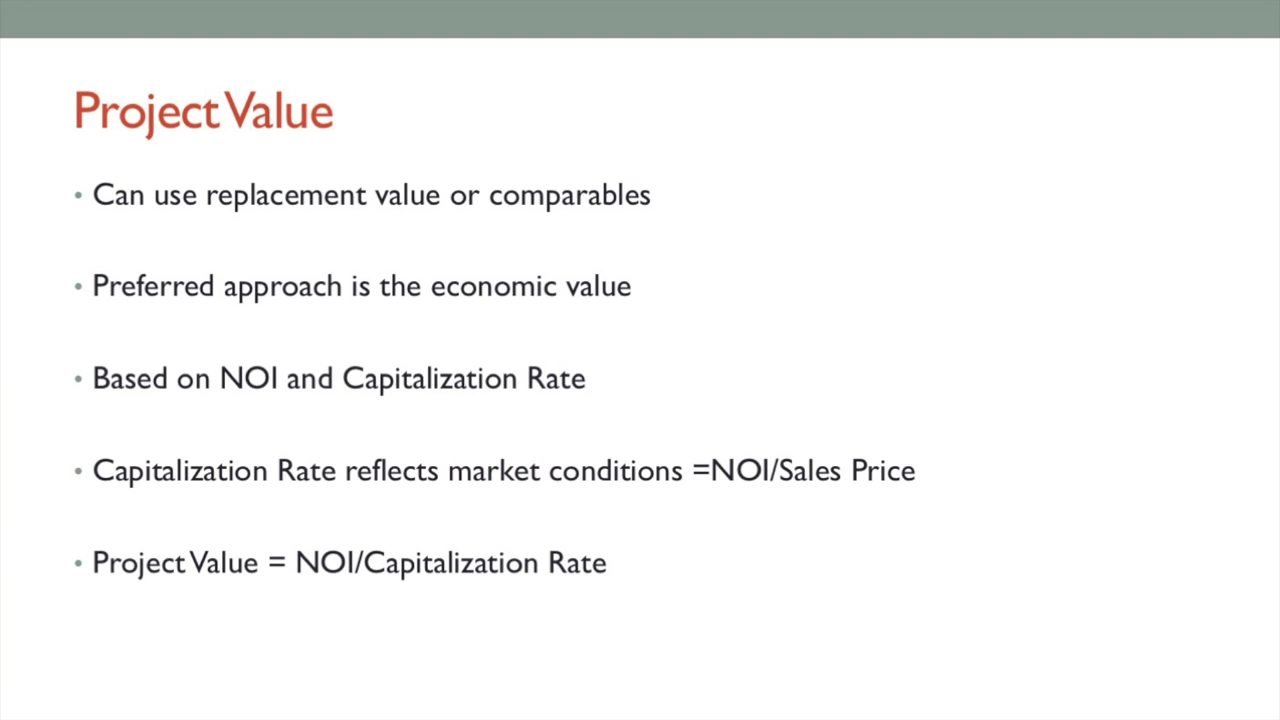 Project Value
• Can use replacement value or comparables
• Preferred approach is the economic value
• Based on NOI and Capitalization Rate
• Capitalization Rate reflects market conditions =NOI/Sales Price
• Project Value = NOI/Capitalization Rate